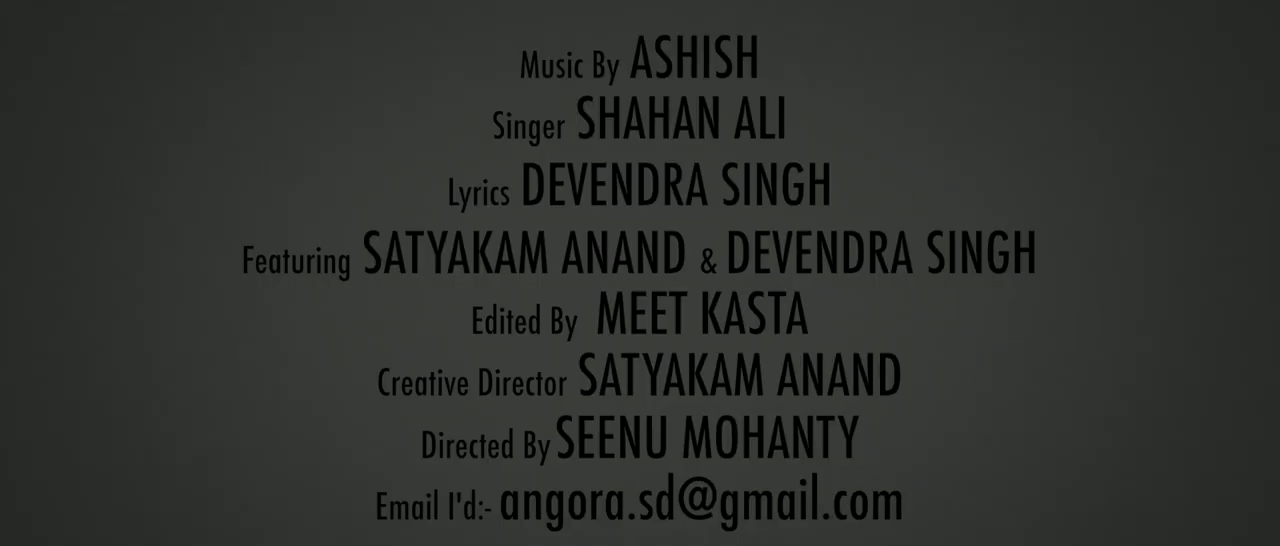 Music By ASHISH
Singer SHAHAN ALI
Lyrics DEVENDRA SINGH
Featuring SATYAKAM ANAND & DEVENDRA SINGH
Edited By MEET KASTA
Creative Director SATYAKAM ANAND
Directed By SEENU MOHANTY
Email I'd:- angora.sd@gmail.com